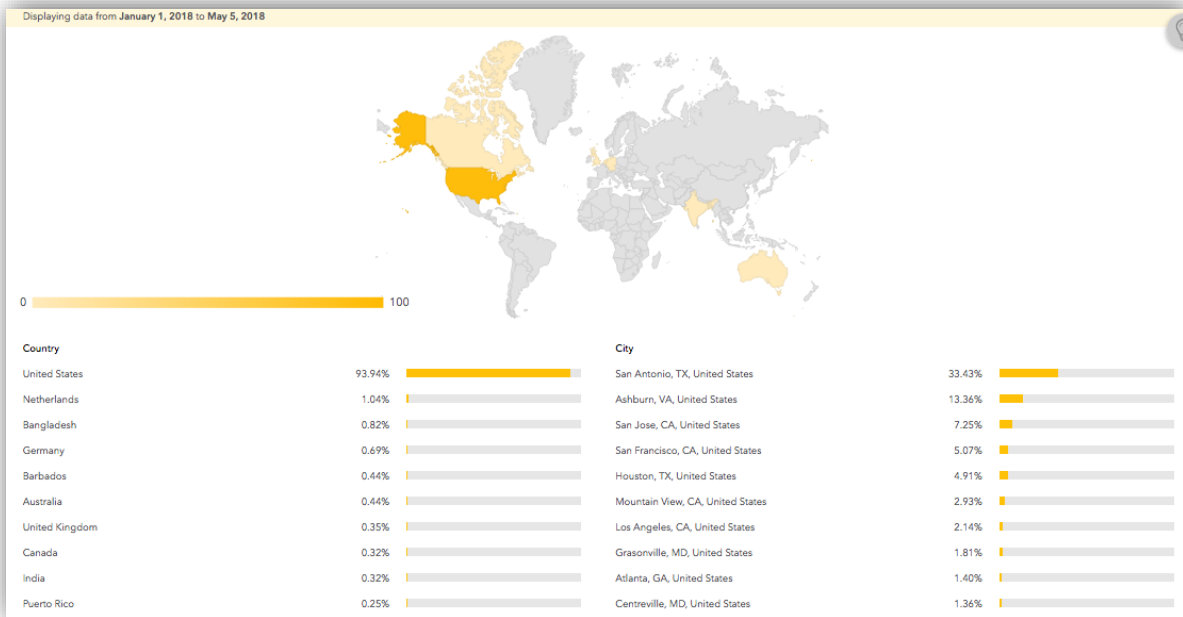 Displaying data from January 1, 2018 to May 5, 2018
0 100
Country
United States 93.94%
Netherlands 1.04%
Bangladesh 0.82%
Germany 0.69%
Barbados 0.44%
Australia 0.44%
United Kingdom 0.35%
Canada 0.32%
India 0.32%
Puerto Rico 0.25%
City
San Antonio, TX, United States 33.43%
Ashburn, VA, United States 13.36%
San Jose, CA, United States 7.25%
San Francisco, CA, United States 5.07%
Houston, TX, United States 4.91%
Mountain View, CA, United States 2.93%
Los Angeles, CA, United States 2.14%
Grasonville, MD, United States 1.81%
Atlanta, GA, United States 1.40%
Centreville, MD, United States 1.36%